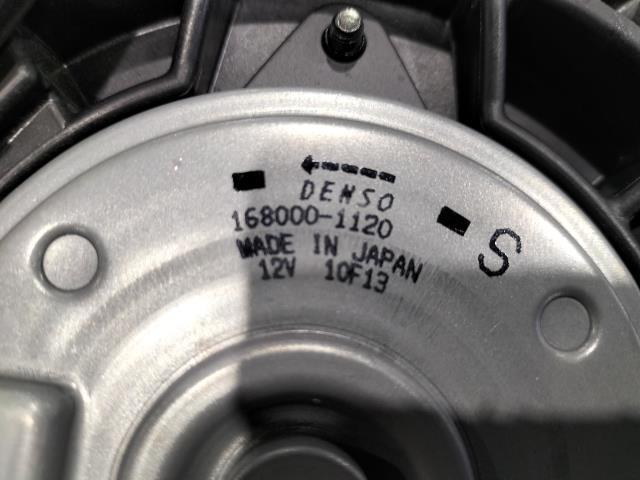 DENSO
168000-1120
MADE IN JAPAN
12V 10F13
S